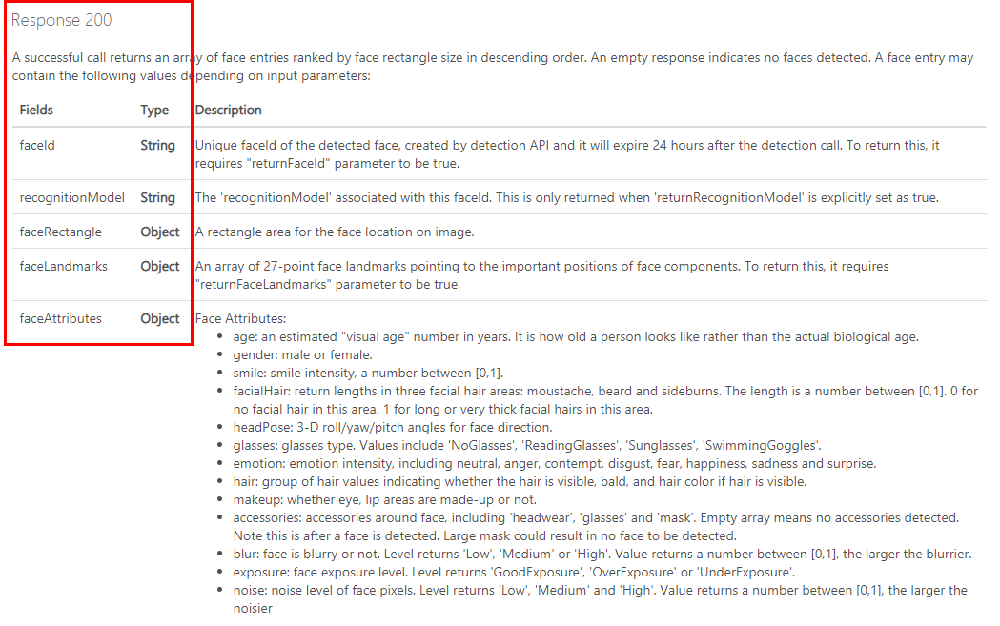 Response 200
A successful call returns an array of face entries ranked by face rectangle size in descending order. An empty response indicates no faces detected. A face entry may
contain the following values depending on input parameters:
Fields Type Description
faceId String Unique faceId of the detected face, created by detection API and it will expire 24 hours after the detection call. To return this, it
requires "returnFaceId" parameter to be true.
recognitionModel String The 'recognitionModel' associated with this faceId. This is only returned when 'returnRecognitionModel' is explicitly set as true.
faceRectangle Object A rectangle area for the face location on image.
faceLandmarks Object An array of 27-point face landmarks pointing to the important positions of face components. To return this, it requires
"returnFaceLandmarks" parameter to be true.
faceAttributes Object Face Attributes:
• age: an estimated "visual age" number in years. It is how old a person looks like rather than the actual biological age.
• gender: male or female.
• smile: smile intensity, a number between [0,1].
• facialHair: return lengths in three facial hair areas: moustache, beard and sideburns. The length is a number between [0,1]. 0 for
no facial hair in this area, 1 for long or very thick facial hairs in this area.
• headPose: 3-D roll/yaw/pitch angles for face direction.
• glasses: glasses type. Values include 'NoGlasses', 'ReadingGlasses', 'Sunglasses', 'SwimmingGoggles'.
• emotion: emotion intensity, including neutral, anger, contempt, disgust, fear, happiness, sadness and surprise.
• hair: group of hair values indicating whether the hair is visible, bald, and hair color if hair is visible.
• makeup: whether eye, lip areas are made-up or not.
• accessories: accessories around face, including 'headwear', 'glasses' and 'mask'. Empty array means no accessories detected.
Note this is after a face is detected. Large mask could result in no face to be detected.
• blur: face is blurry or not. Level returns 'Low', 'Medium' or 'High'. Value returns a number between [0,1], the larger the blurrier.
• exposure: face exposure level. Level returns 'GoodExposure', 'OverExposure' or 'UnderExposure'.
• noise: noise level of face pixels. Level returns 'Low', 'Medium' and 'High'. Value returns a number between [0,1], the larger the
noisier